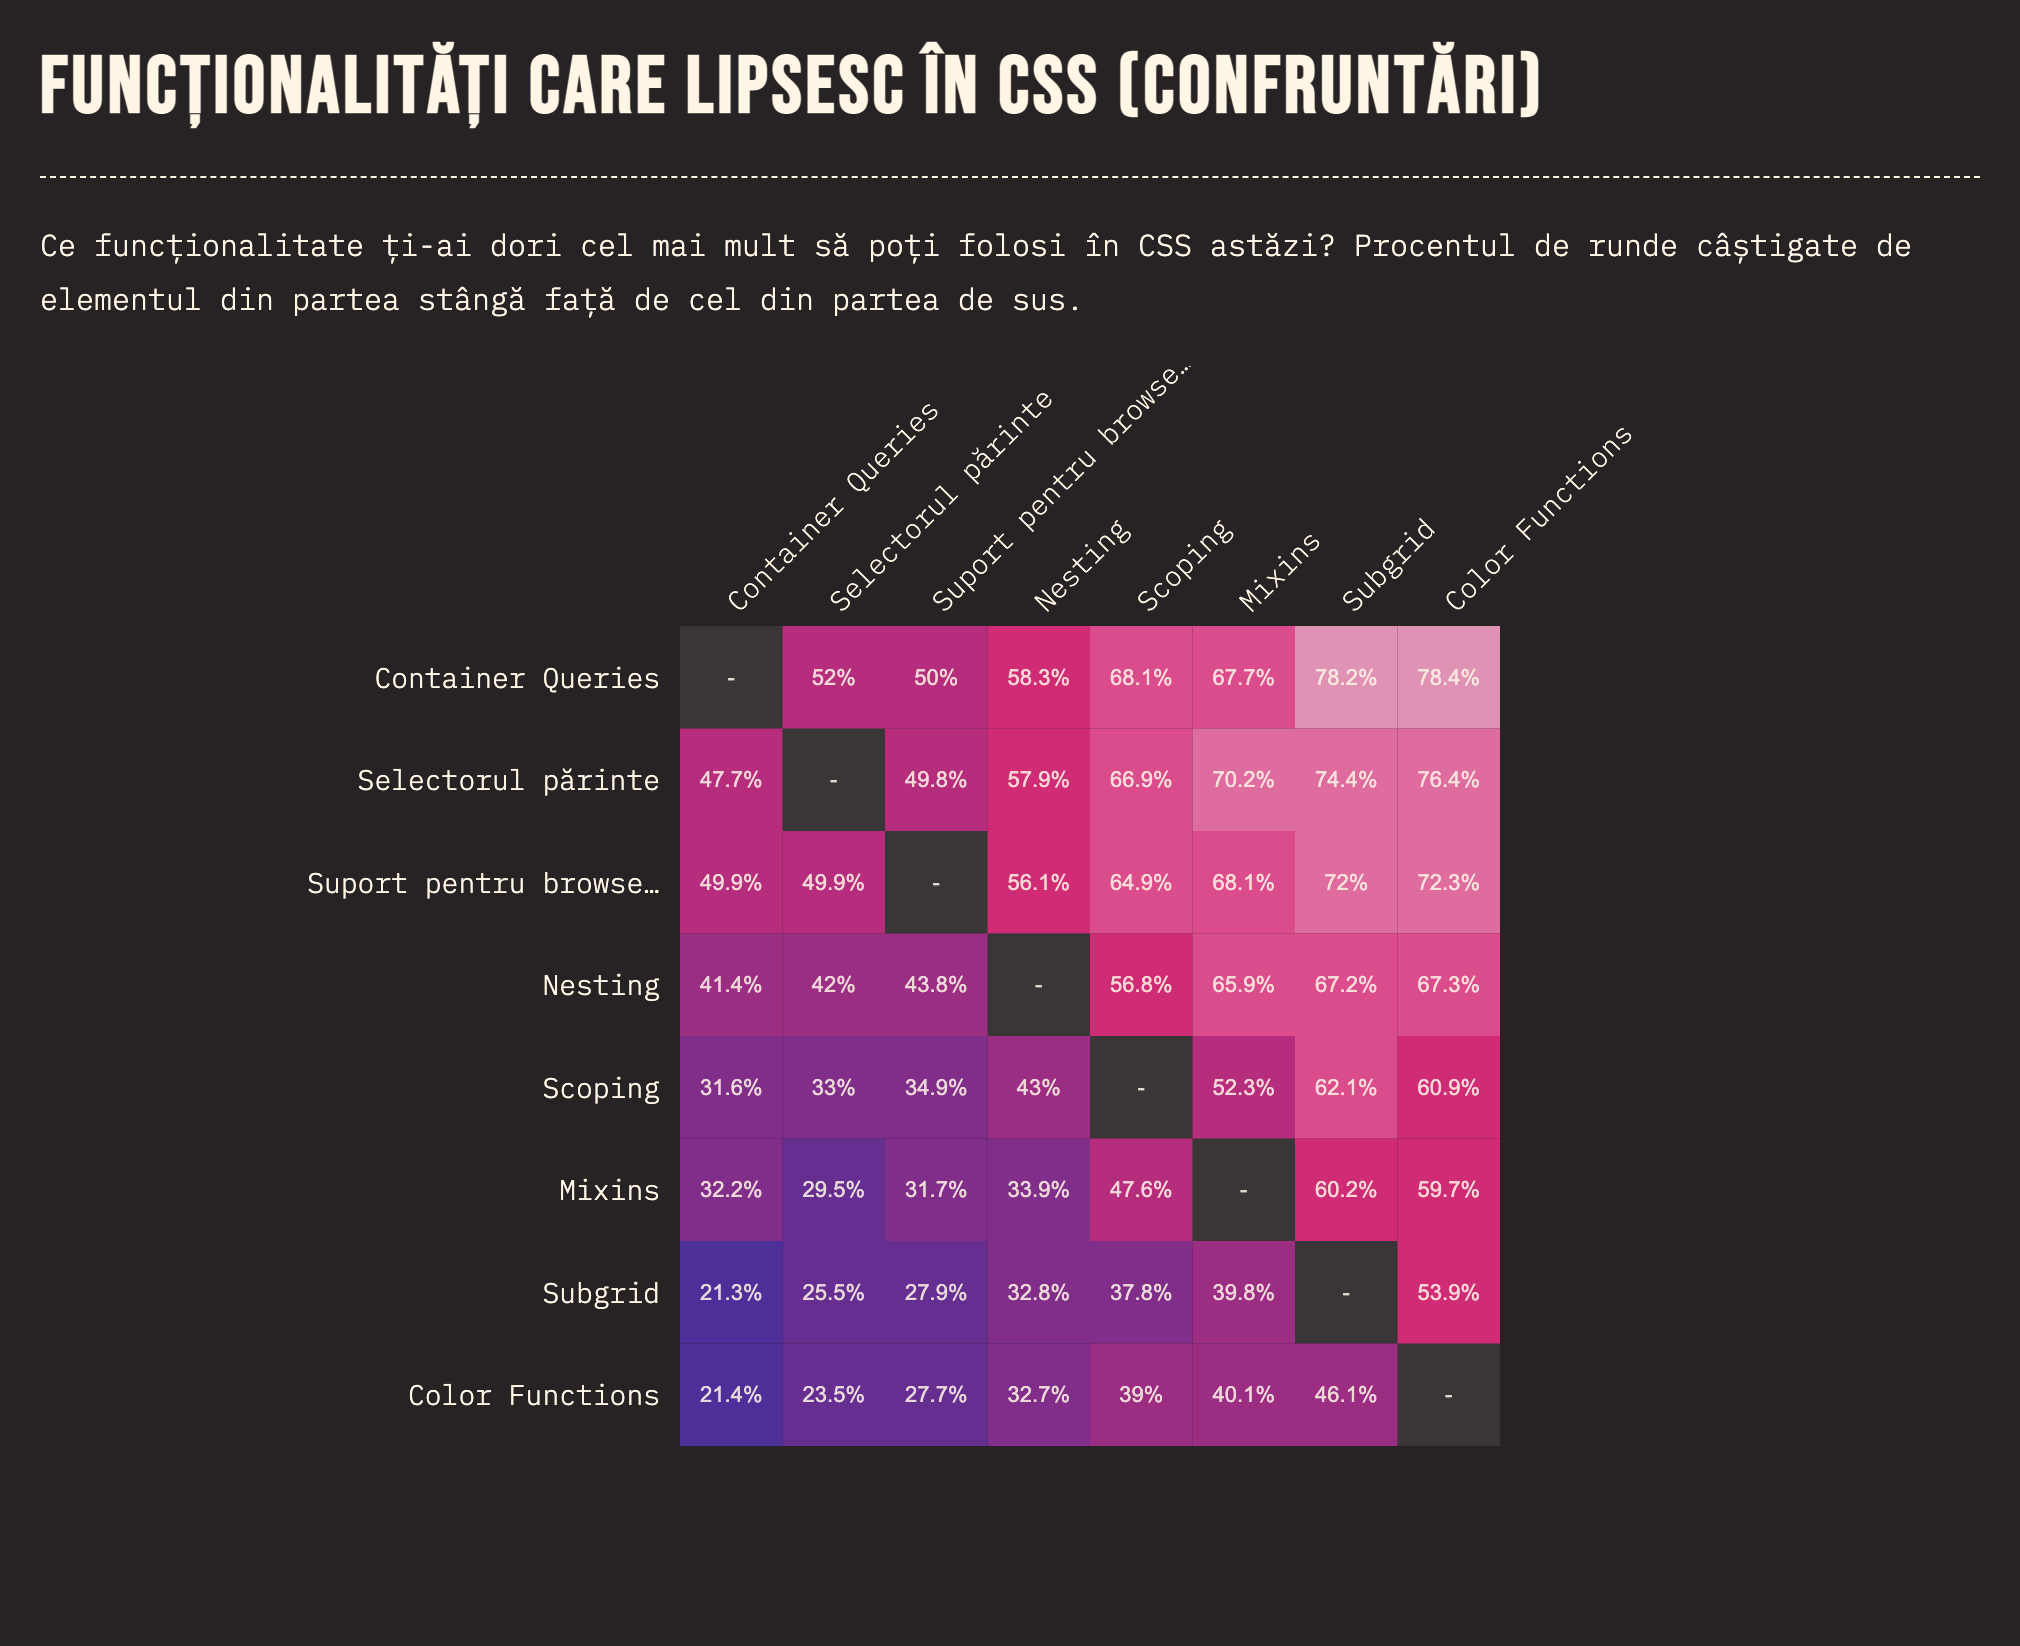 FUNCȚIONALITĂȚI CARE LIPSESC ÎN CSS (CONFRUNTĂRI)
Ce funcționalitate ți-ai dori cel mai mult să poți folosi în CSS astăzi? Procentul de runde câștigate de
elementul din partea stângă față de cel din partea de sus.
Container Queries
Selectorul părinte
Suport pentru browse…
Nesting
Scoping
Mixins
Subgrid
Color Functions
Container Queries - 52% 50% 58.3% 68.1% 67.7% 78.2% 78.4%
Selectorul părinte 47.7% - 49.8% 57.9% 66.9% 70.2% 74.4% 76.4%
Suport pentru browse… 49.9% 49.9% - 56.1% 64.9% 68.1% 72% 72.3%
Nesting 41.4% 42% 43.8% - 56.8% 65.9% 67.2% 67.3%
Scoping 31.6% 33% 34.9% 43% - 52.3% 62.1% 60.9%
Mixins 32.2% 29.5% 31.7% 33.9% 47.6% - 60.2% 59.7%
Subgrid 21.3% 25.5% 27.9% 32.8% 37.8% 39.8% - 53.9%
Color Functions 21.4% 23.5% 27.7% 32.7% 39% 40.1% 46.1% -